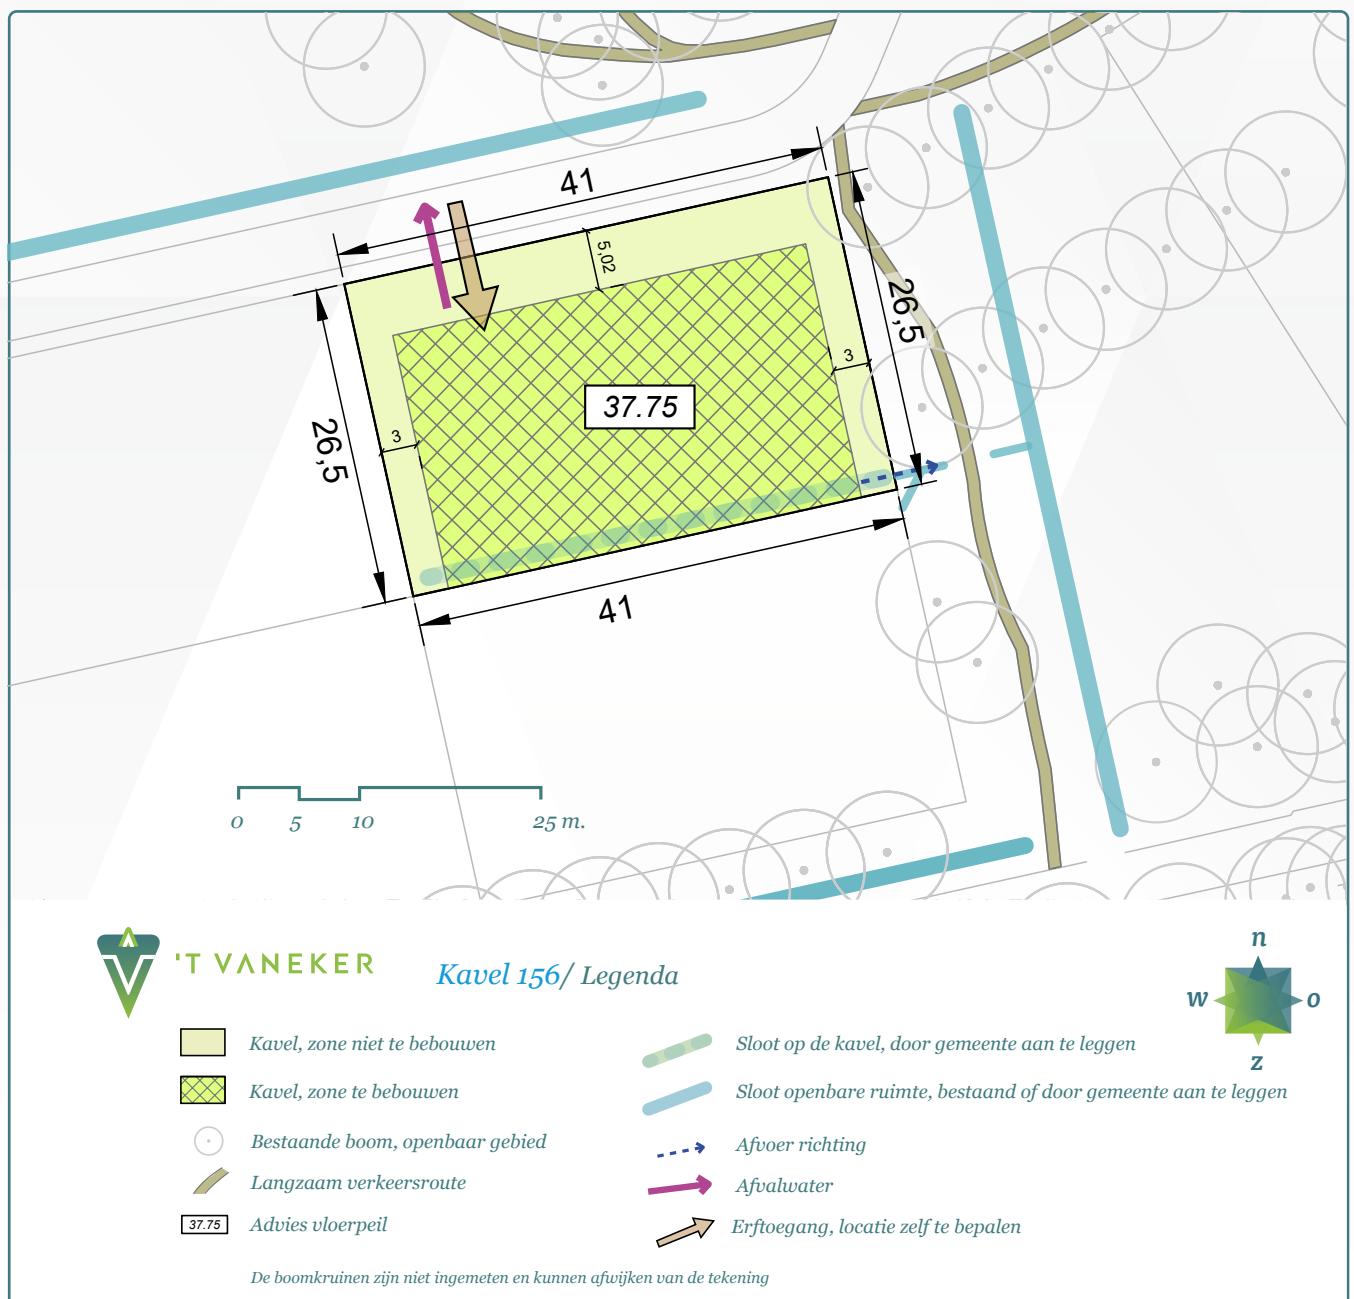 41
5,02
26,5
3
37.75
3
26,5
41
0 5 10 25 m.
'T VANEKER
Kavel 156/ Legenda
n
w o
z
Kavel, zone niet te bebouwen
Kavel, zone te bebouwen
Bestaande boom, openbaar gebied
Langzaam verkeersroute
37.75 Advies vloerpeil
Sloot op de kavel, door gemeente aan te leggen
Sloot openbare ruimte, bestaand of door gemeente aan te leggen
Afvoer richting
Afvalwater
Erftoegang, locatie zelf te bepalen
De boomkruinen zijn niet ingemeten en kunnen afwijken van de tekening